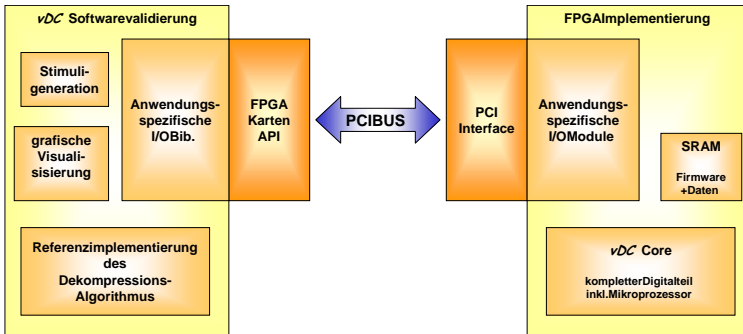 vDC Softwarevalidierung
Stimuli-
generation
grafische
Visuali-
sisierung
Anwendungs-
spezifische
I/OBib.
FPGA
Karten
API
Referenzimplementierung
des
Dekompressions-
Algorithmus
PCIBUS
FPGAImplementierung
PCI
Interface
Anwendungs-
spezifische
I/OModule
SRAM
Firmware
+Daten
vDC Core
kompletterDigitalteil
inkl.Mikroprozessor